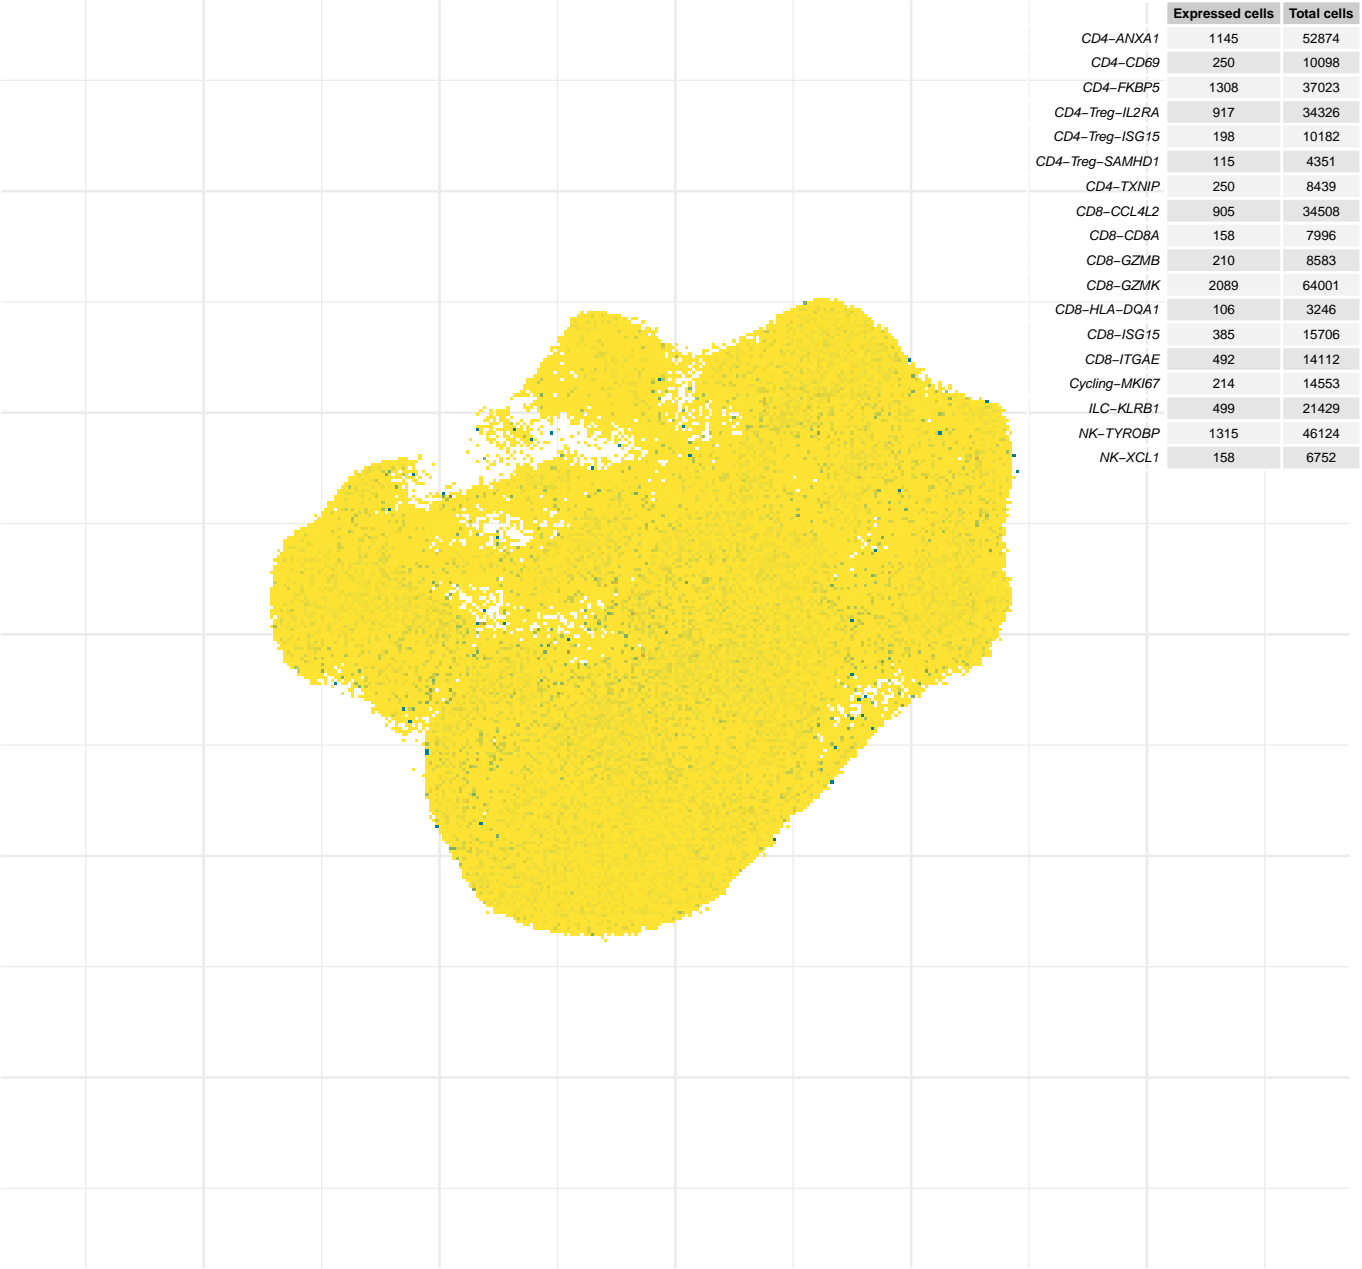 Expressed cells Total cells
CD4−ANXA1 1145 52874
CD4−CD69 250 10098
CD4−FKBP5 1308 37023
CD4−Treg−IL2RA 917 34326
CD4−Treg−ISG15 198 10182
CD4−Treg−SAMHD1 115 4351
CD4−TXNIP 250 8439
CD8−CCL4L2 905 34508
CD8−CD8A 158 7996
CD8−GZMB 210 8583
CD8−GZMK 2089 64001
CD8−HLA−DQA1 106 3246
CD8−ISG15 385 15706
CD8−ITGAE 492 14112
Cycling−MKI67 214 14553
ILC−KLRB1 499 21429
NK−TYROBP 1315 46124
NK−XCL1 158 6752